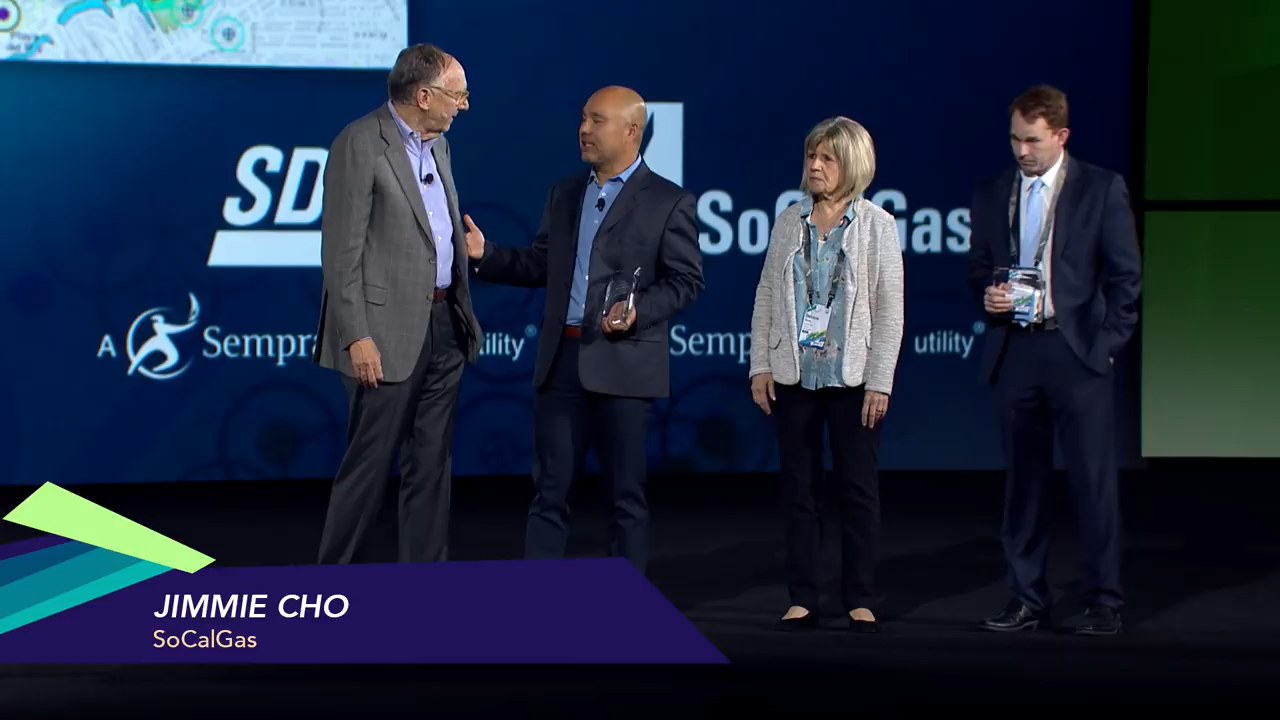 SD
SoCalGas
A Sempra
utility®
Semp
utility®
JIMMIE CHO
SoCalGas